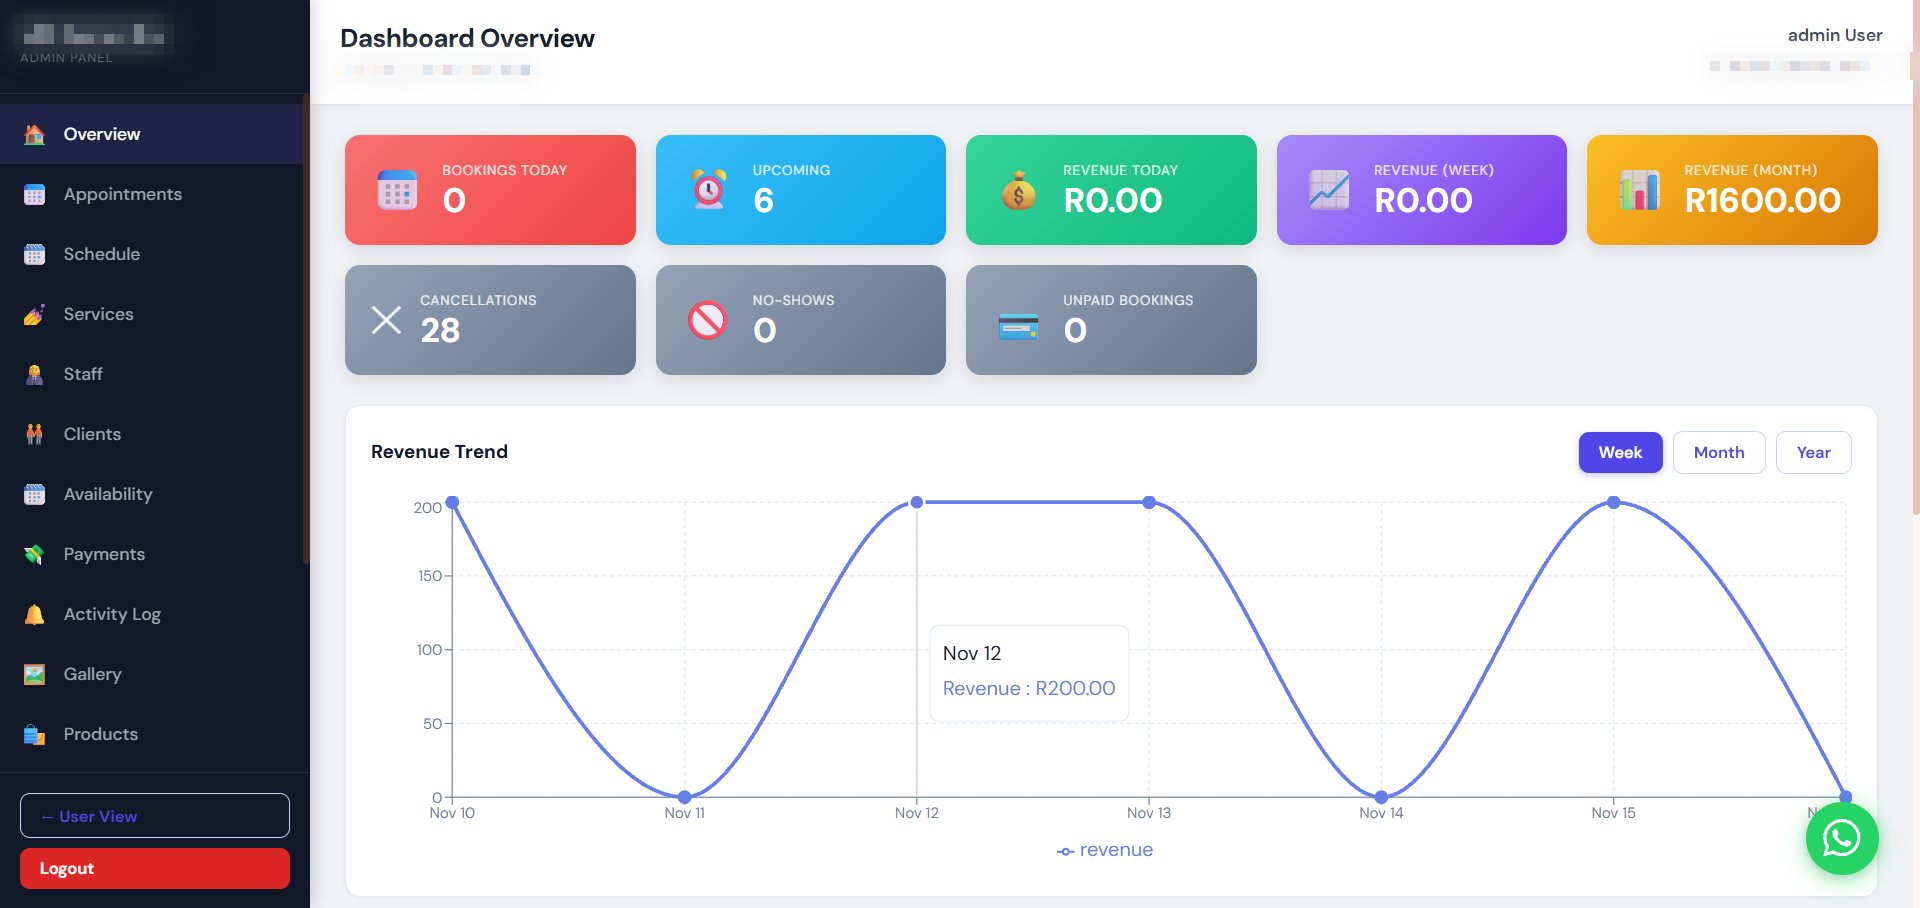 ADMIN PANEL
Overview
Appointments
Schedule
Services
Staff
Clients
Availability
Payments
Activity Log
Gallery
Products
← User View
Logout
Dashboard Overview
admin User
BOOKINGS TODAY
0
UPCOMING
6
REVENUE TODAY
R0.00
REVENUE (WEEK)
R0.00
REVENUE (MONTH)
R1600.00
CANCELLATIONS
28
NO-SHOWS
0
UNPAID BOOKINGS
0
Revenue Trend
Week
Month
Year
200
150
100
50
0
Nov 12
Revenue : R200.00
Nov 10
Nov 11
Nov 12
Nov 13
Nov 14
Nov 15
revenue